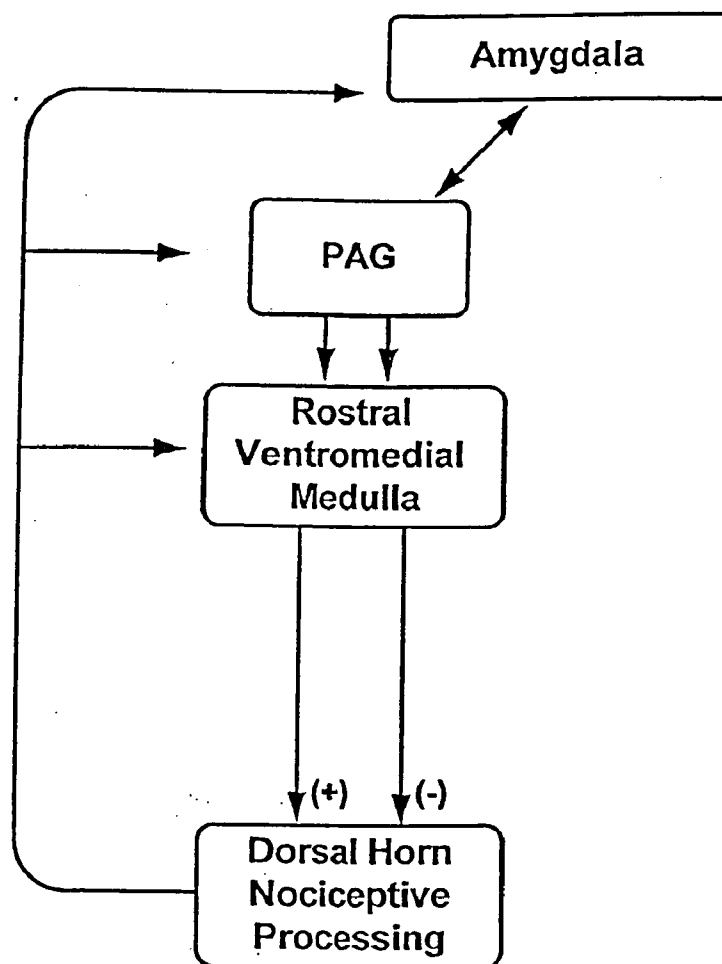 Amygdala
PAG
Rostral
Ventromedial
Medulla
(+)
(-)
Dorsal Horn
Nociceptive
Processing